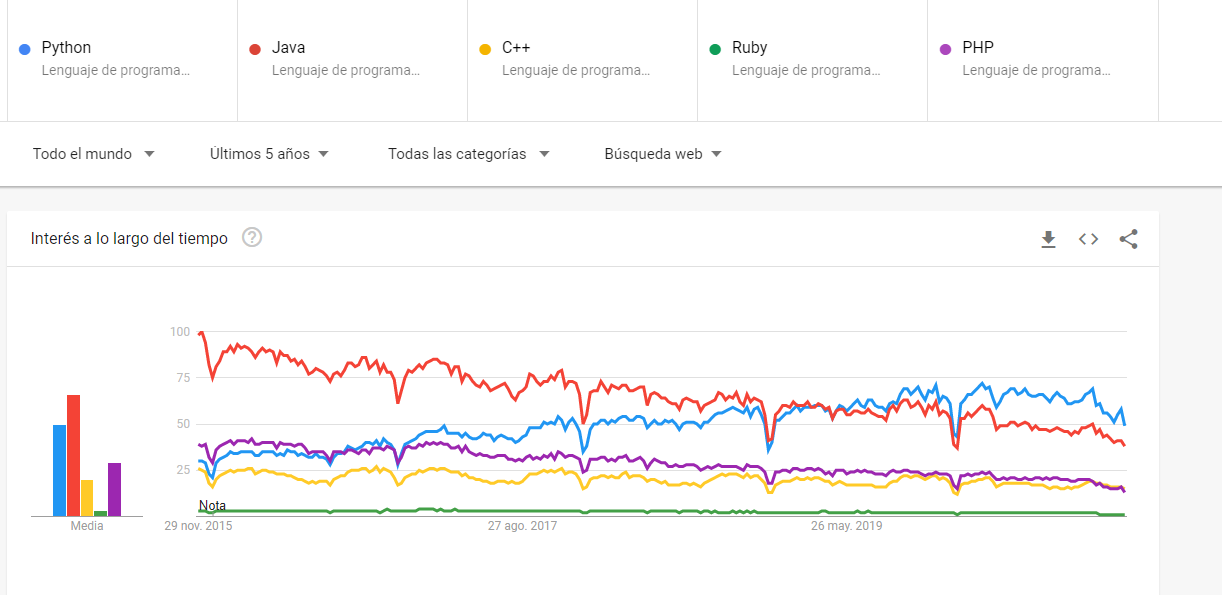 Python
Lenguaje de programa...
Java
Lenguaje de programa...
C++
Lenguaje de programa...
Ruby
Lenguaje de programa...
PHP
Lenguaje de programa...
Todo el mundo
Últimos 5 años
Todas las categorías
Búsqueda web
Interés a lo largo del tiempo
?
100
75
50
25
Nota
Media
29 nov. 2015
27 ago. 2017
26 may. 2019